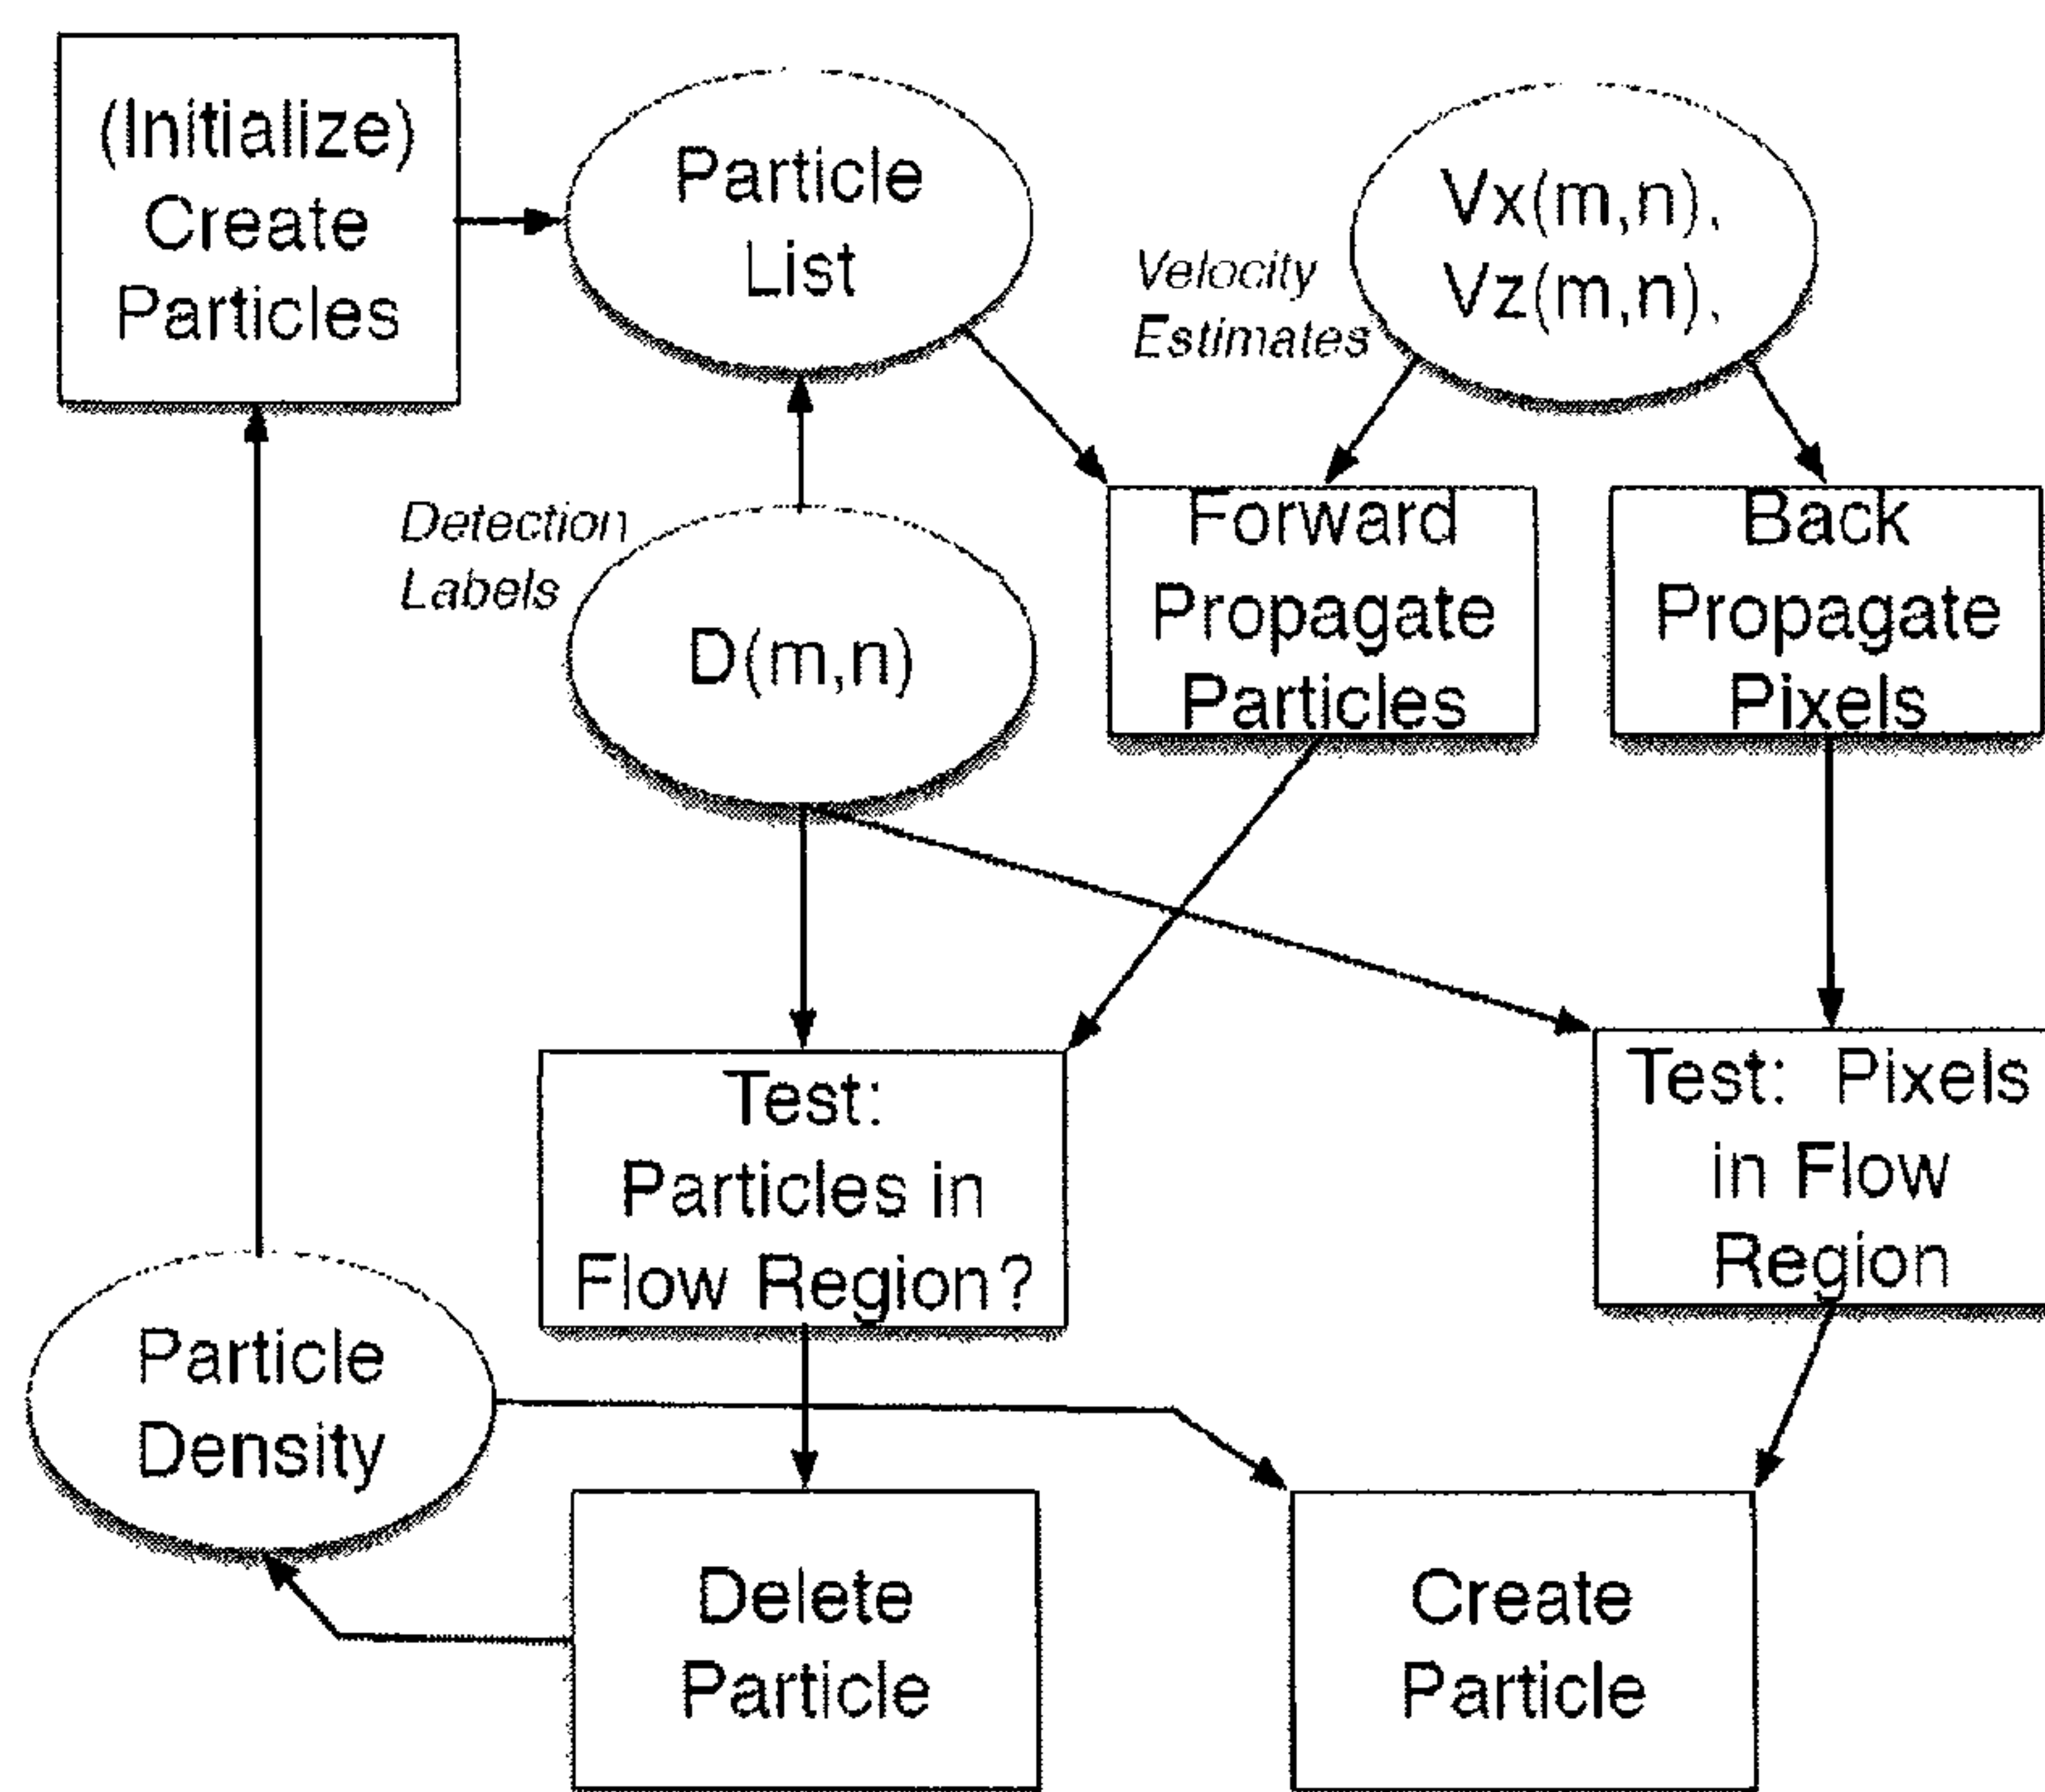 (Initialize)
Create
Particles
Particle
List
Velocity
Estimates
Vx(m,n),
Vz(m,n),
Detection
Labels
D(m,n)
Forward
Propagate
Particles
Back
Propagate
Pixels
Test:
Particles in
Flow Region?
Test: Pixels
in Flow
Region
Particle
Density
Delete
Particle
Create
Particle